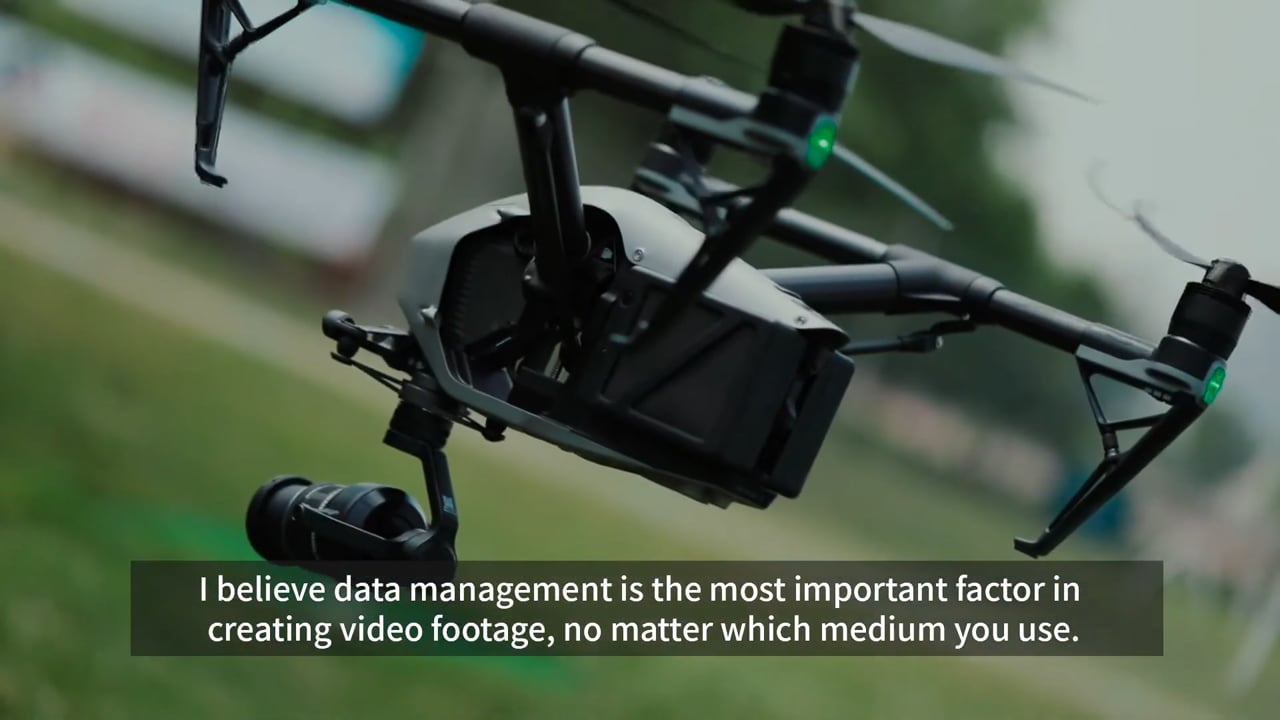 I believe data management is the most important factor in
creating video footage, no matter which medium you use.